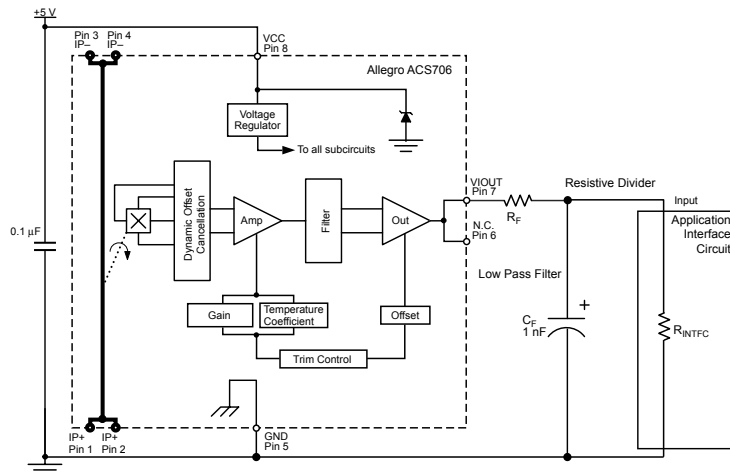 +5 V
Pin 3 Pin 4
IP– IP–
VCC
Pin 8
Allegro ACS706
Voltage
Regulator
To all subcircuits
VIOUT
Pin 7
N.C.
Pin 6
RF
Resistive Divider
Input
Application
Interface
Circuit
0.1 µF
Dynamic Offset
Cancellation
Amp
Filter
Out
Low Pass Filter
Gain
Temperature
Coefficient
Offset
CF
1 nF
+
RINTFC
Trim Control
IP+ IP+
Pin 1 Pin 2
GND
Pin 5